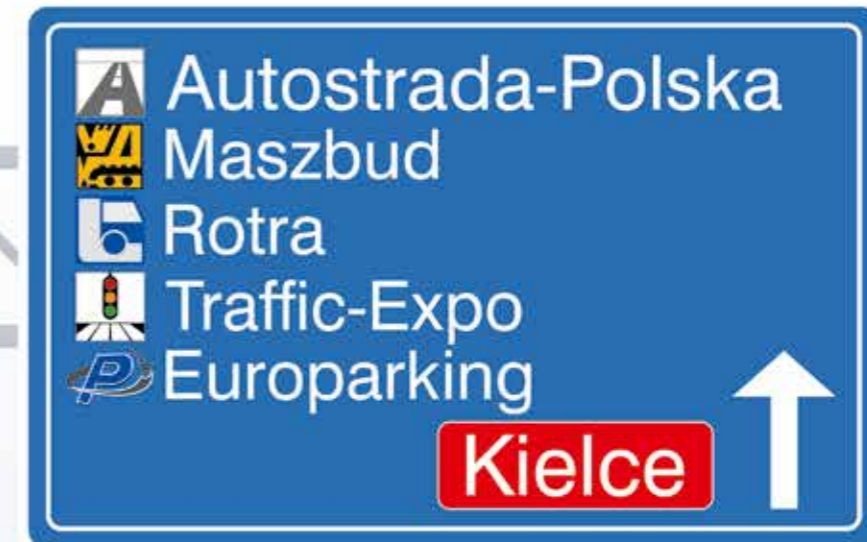 Autostrada-Polska
Maszbud
Rotra
Traffic-Expo
Europarking
Kielce